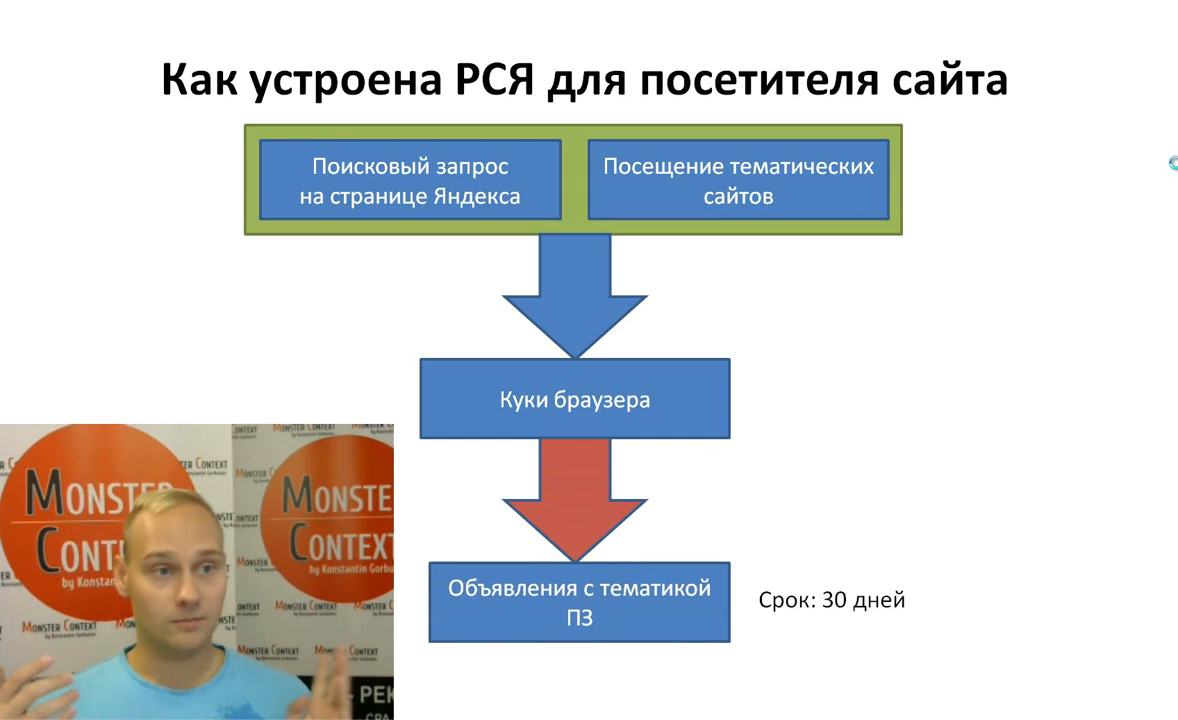 Как устроена РСЯ для посетителя сайта
Поисковый запрос
на странице Яндекса
Посещение тематических
сайтов
Куки браузера
Объявления с тематикой
ПЗ
Срок: 30 дней
MONSTER
CONTEXT
by Konstantin Gorbu
MONSTER CONTEXT